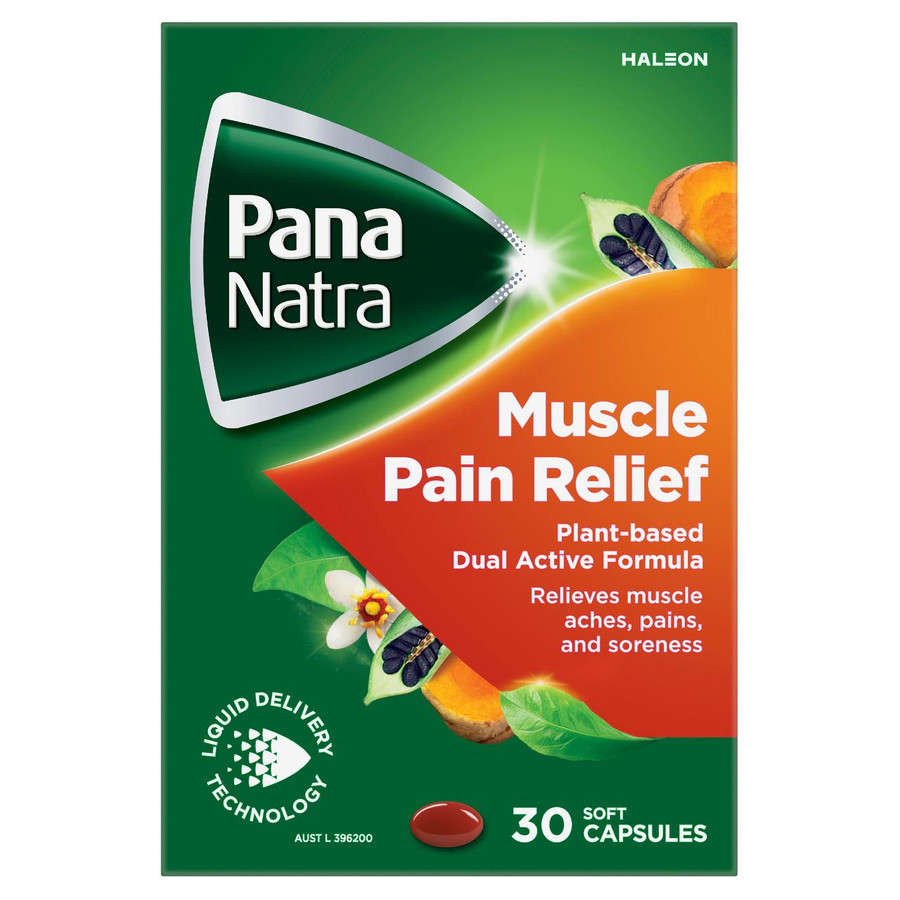 HALEON
Pana
Natra
Muscle
Pain Relief
Plant-based
Dual Active Formula
Relieves muscle
aches, pains,
and soreness
LIQUID DELIVERY
TECHNOLOGY
AUST L 396200
30 SOFT
CAPSULES